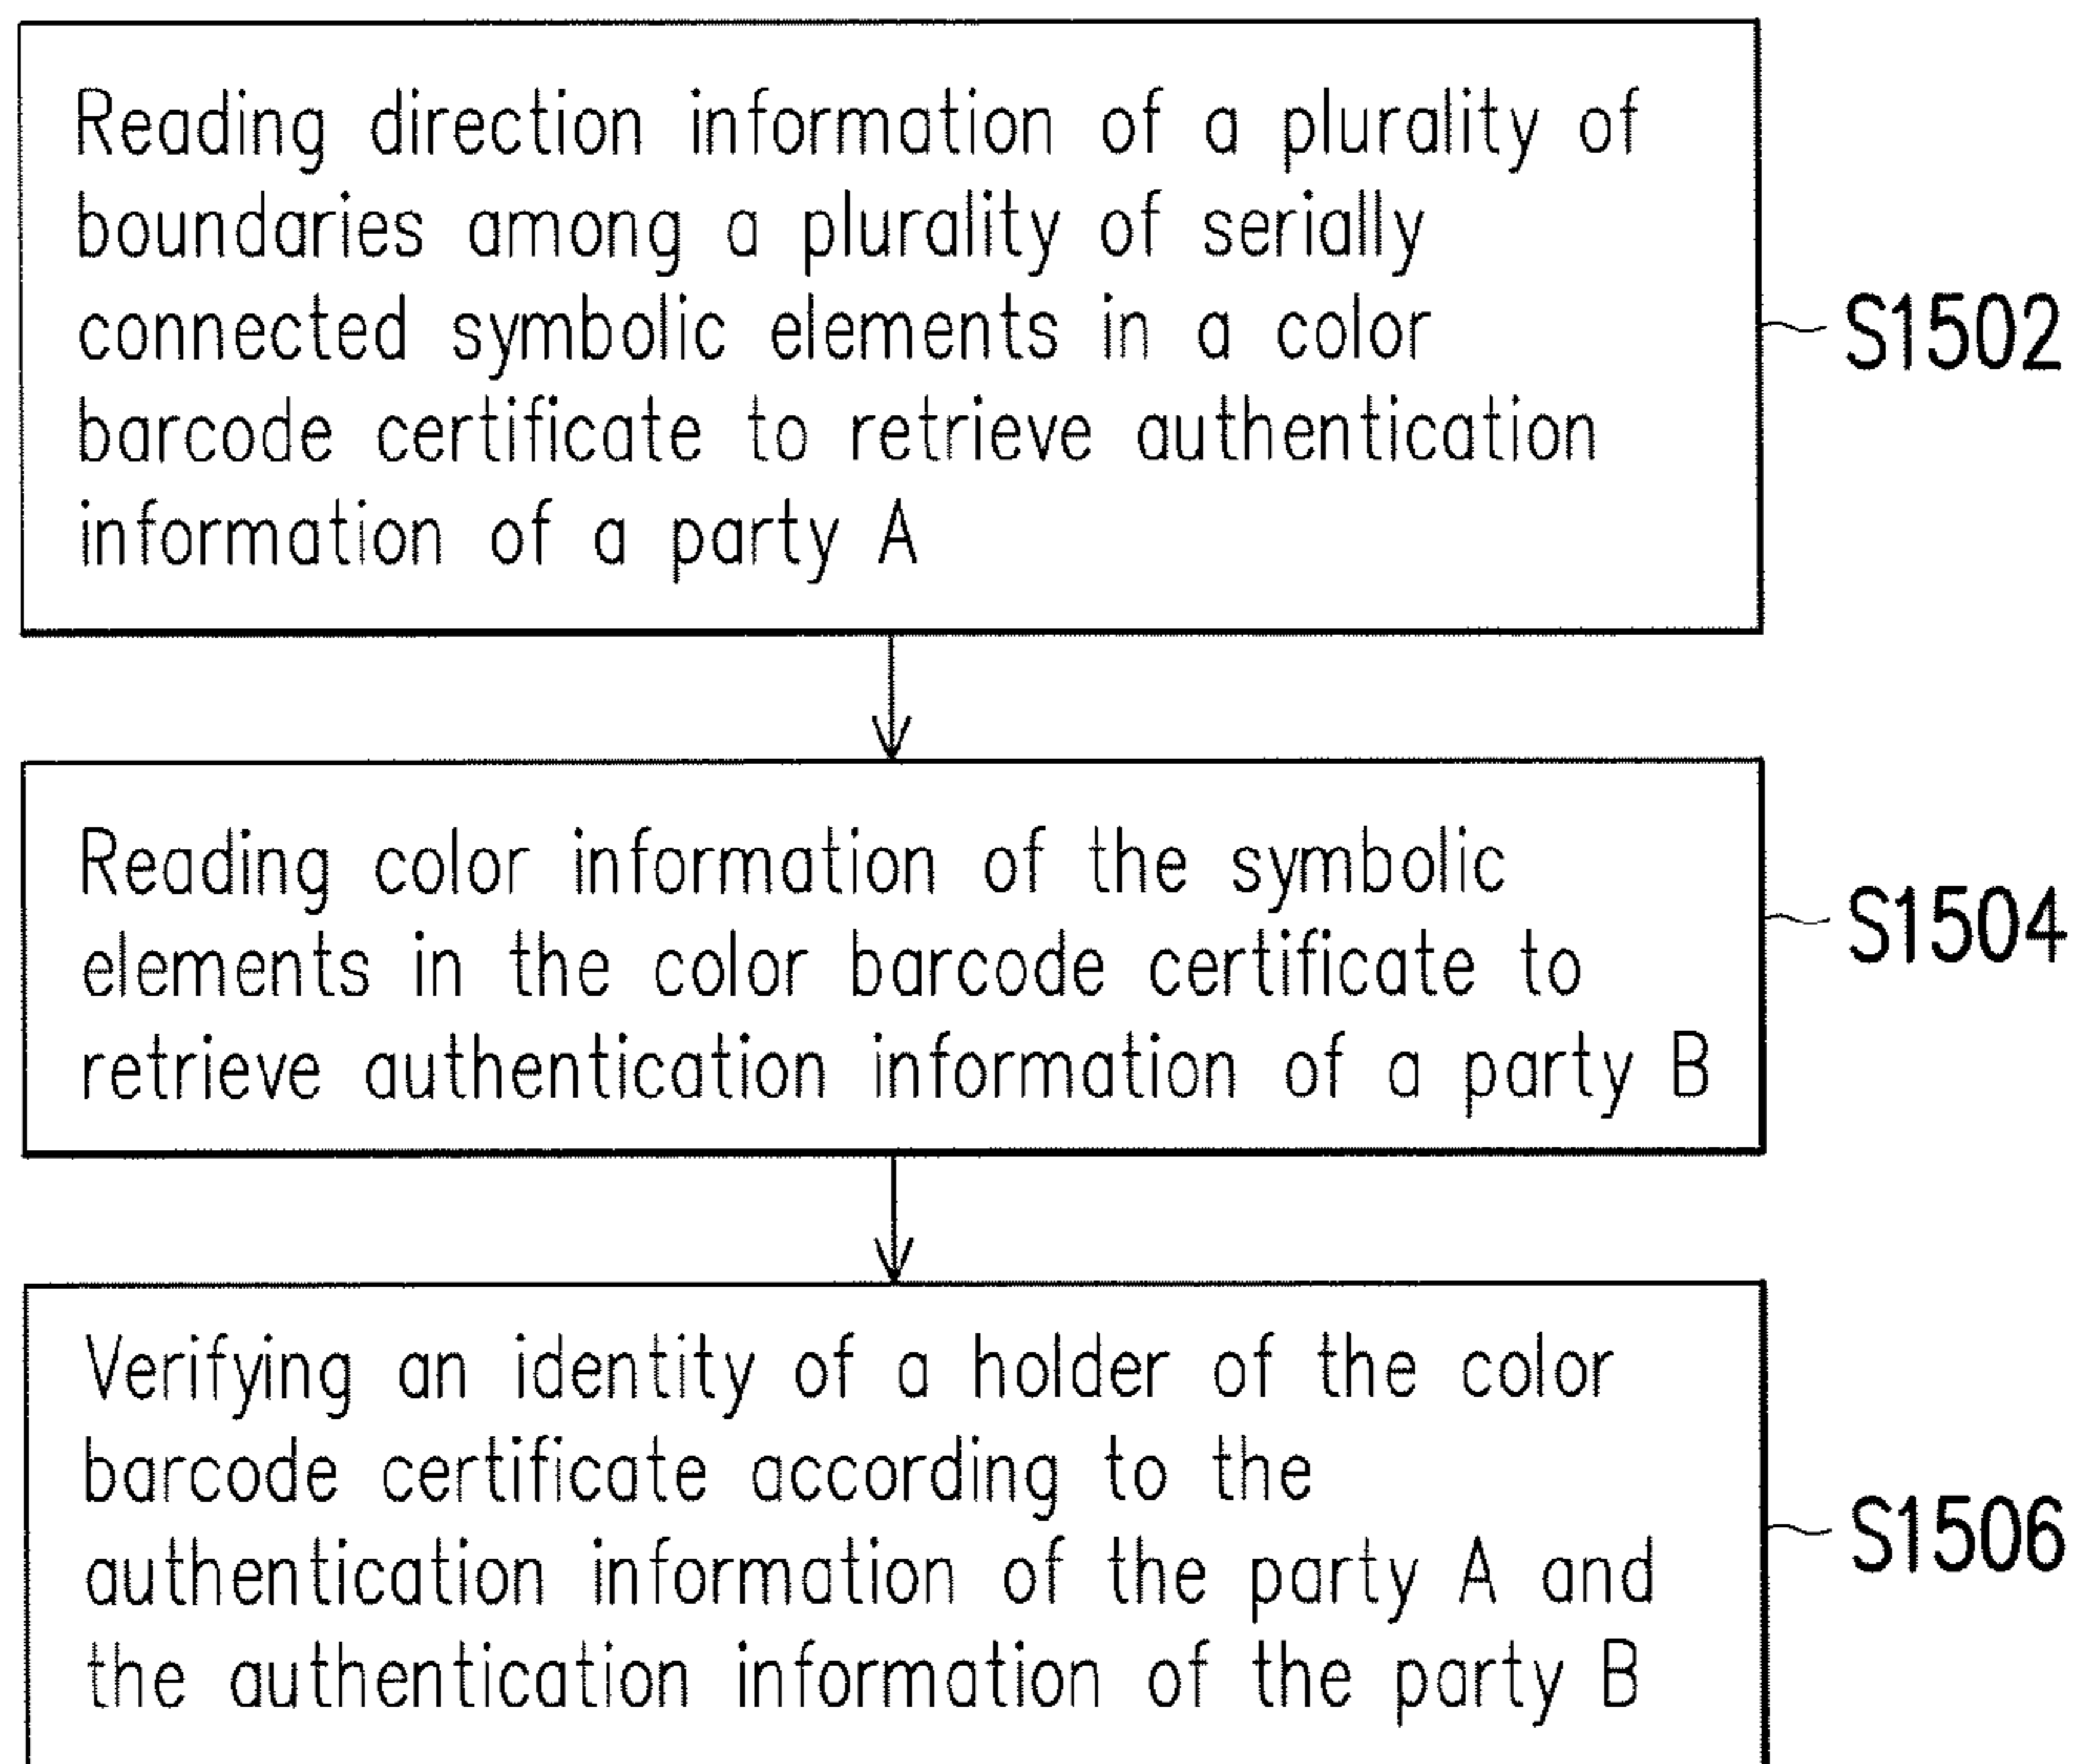 Reading direction information of a plurality of
boundaries among a plurality of serially
connected symbolic elements in a color
barcode certificate to retrieve authentication
information of a party A
S1502
Reading color information of the symbolic
elements in the color barcode certificate to
retrieve authentication information of a party B
S1504
Verifying an identity of a holder of the color
barcode certificate according to the
authentication information of the party A and
the authentication information of the party B
S1506